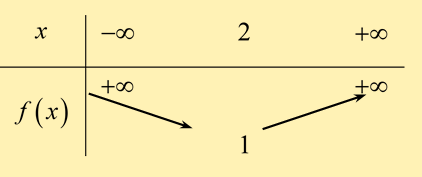 x −∞ 2 +∞
+∞ +∞
f(x)
1